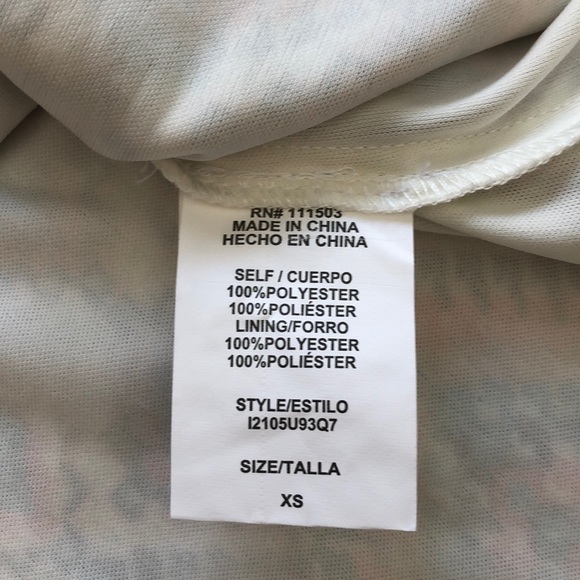 RN# 111503
MADE IN CHINA
HECHO EN CHINA
SELF / CUERPO
100%POLYESTER
100%POLIÉSTER
LINING/FORRO
100%POLYESTER
100%POLIÉSTER
STYLE/ESTILO
I2105U93Q7
SIZE/TALLA
XS